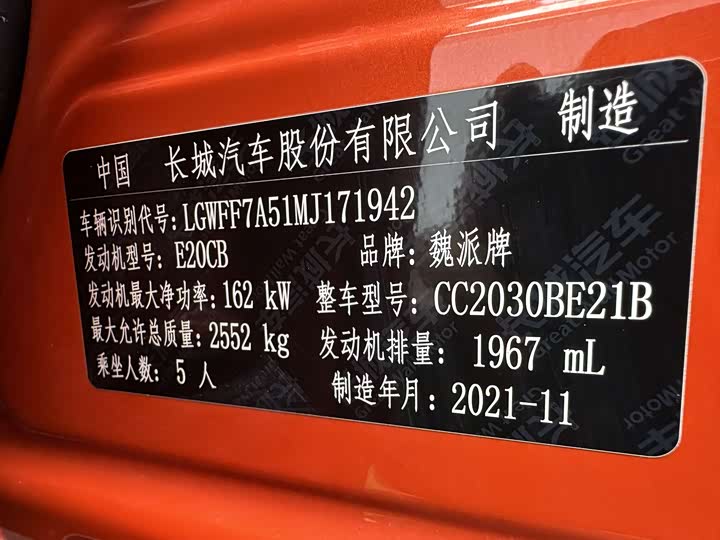 中国 长城汽车股份有限公司 制造
车辆识别代号: LGWFF7A51MJ171942
发动机型号: E20CB 品牌: 魏派牌
发动机最大净功率: 162 kW 整车型号: CC2030BE21B
最大允许总质量: 2552 kg 发动机排量: 1967 mL
乘坐人数: 5 人 制造年月: 2021-11